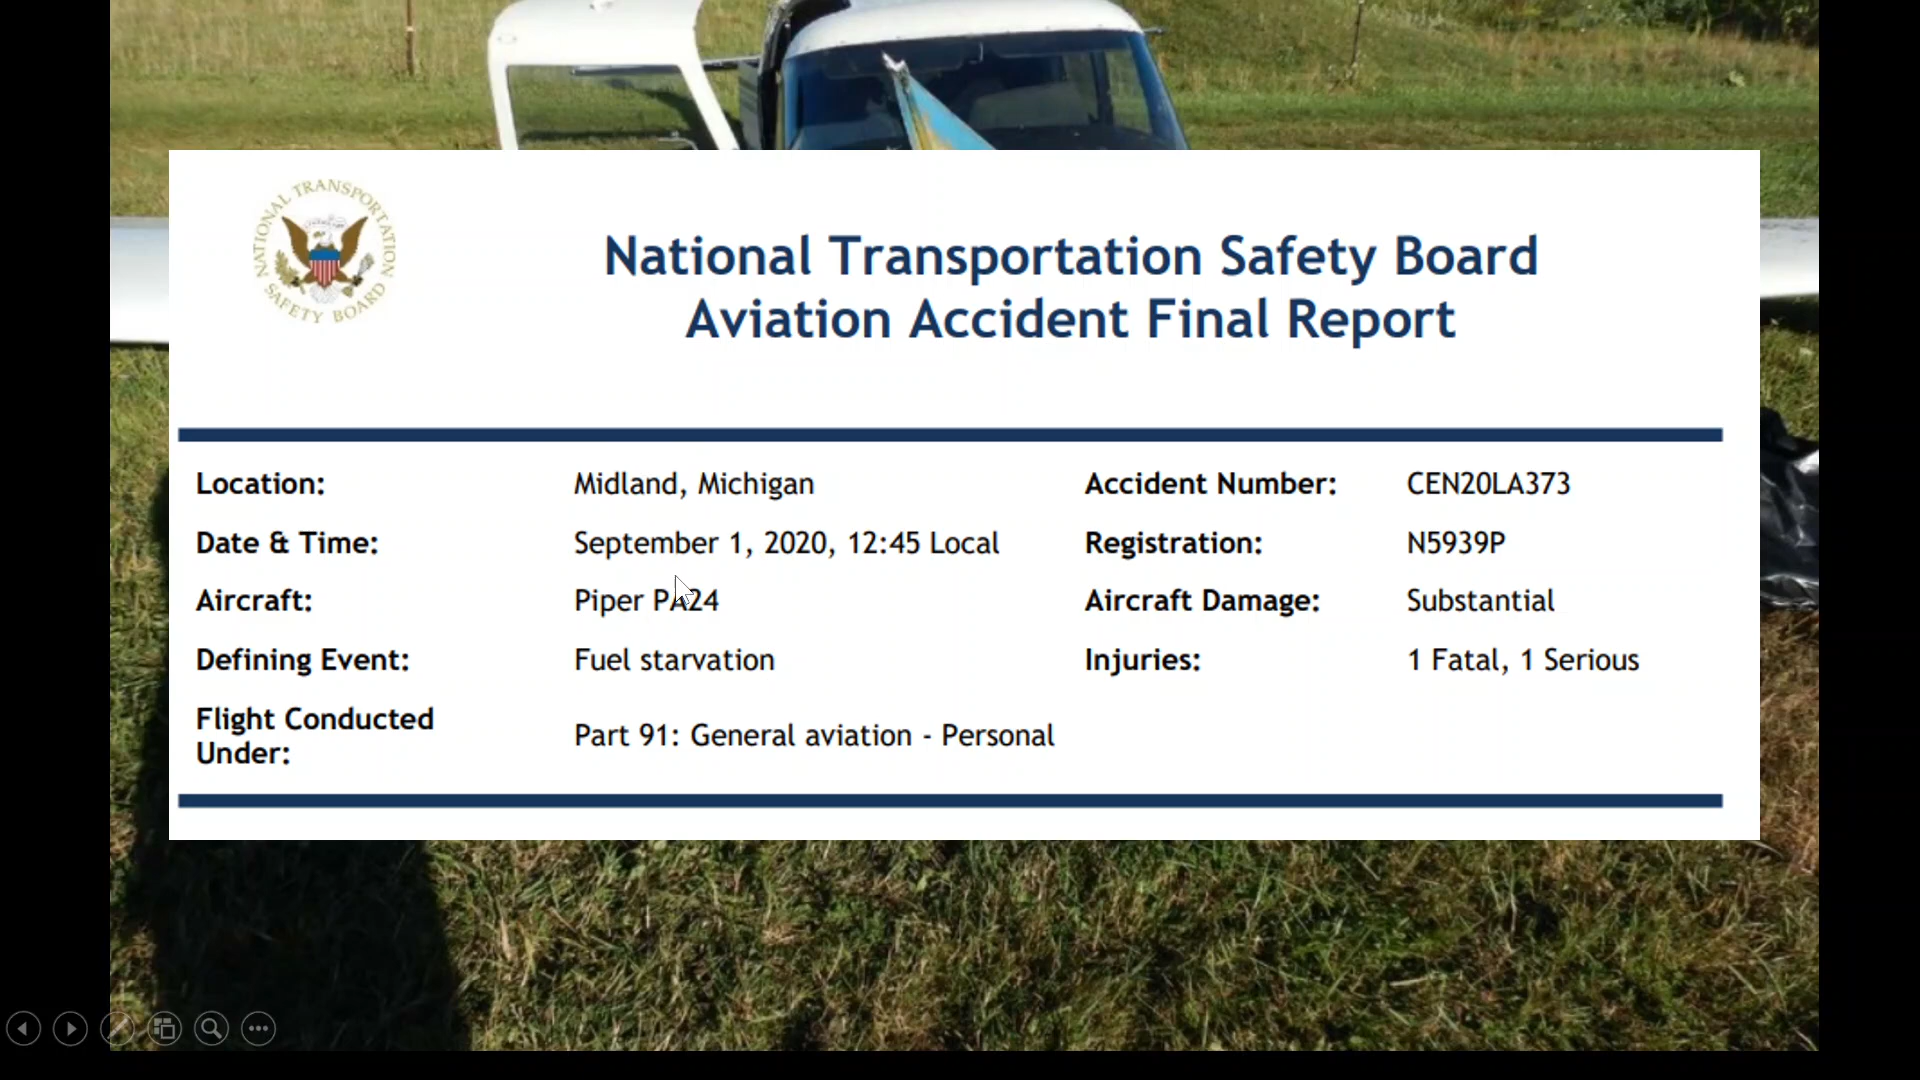 NATIONAL TRANSPORTATION SAFETY BOARD
National Transportation Safety Board
Aviation Accident Final Report
Location: Midland, Michigan Accident Number: CEN20LA373
Date & Time: September 1, 2020, 12:45 Local Registration: N5939P
Aircraft: Piper PA24 Aircraft Damage: Substantial
Defining Event: Fuel starvation Injuries: 1 Fatal, 1 Serious
Flight Conducted
Under: Part 91: General aviation - Personal